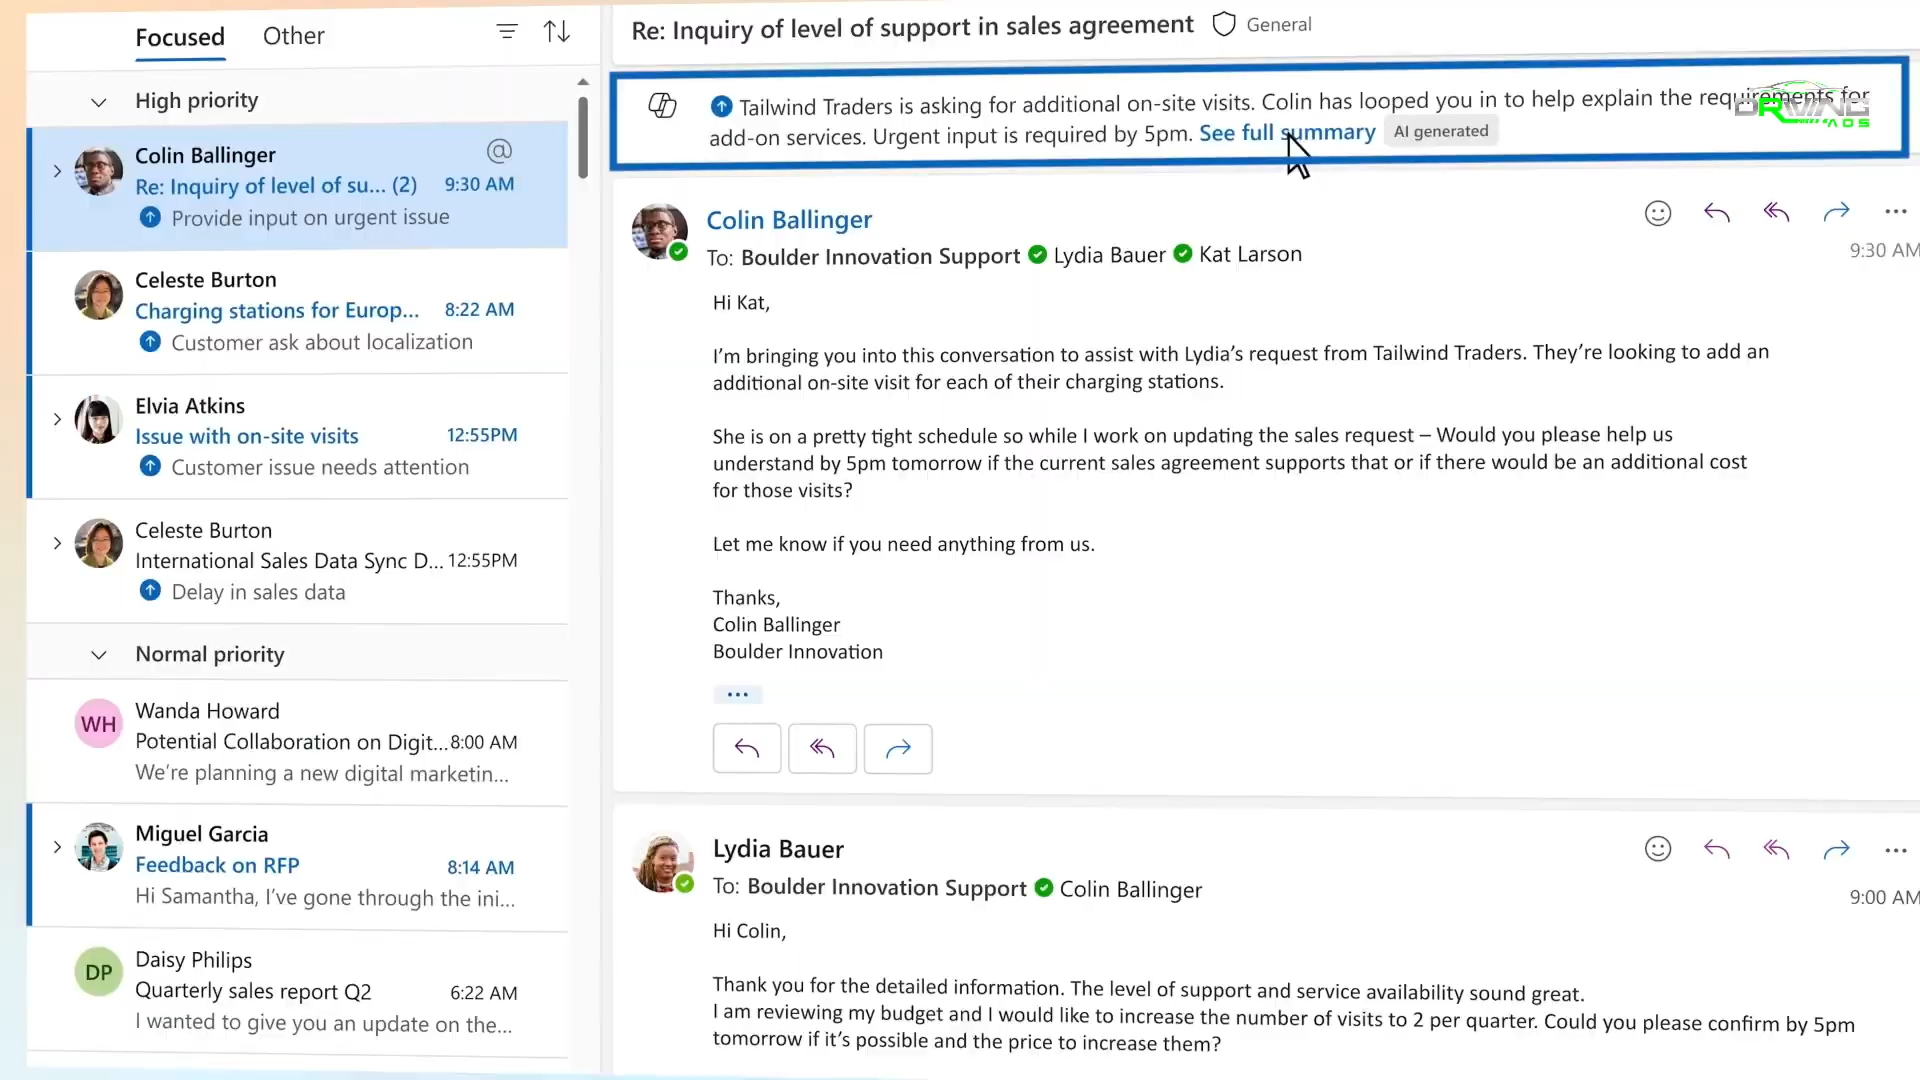 Focused Other
High priority
Colin Ballinger @
Re: Inquiry of level of su... (2) 9:30 AM
Provide input on urgent issue
Celeste Burton
Charging stations for Europ... 8:22 AM
Customer ask about localization
Elvia Atkins
Issue with on-site visits 12:55PM
Customer issue needs attention
Celeste Burton
International Sales Data Sync D... 12:55PM
Delay in sales data
Normal priority
WH
Wanda Howard
Potential Collaboration on Digit... 8:00 AM
We're planning a new digital marketin...
Miguel Garcia
Feedback on RFP 8:14 AM
Hi Samantha, I've gone through the ini...
DP
Daisy Philips
Quarterly sales report Q2 6:22 AM
I wanted to give you an update on the...
Re: Inquiry of level of support in sales agreement General
Tailwind Traders is asking for additional on-site visits. Colin has looped you in to help explain the requirements for
add-on services. Urgent input is required by 5pm. See full summary AI generated
DRIVING
ADS
Colin Ballinger
To: Boulder Innovation Support Lydia Bauer Kat Larson
9:30 AM
Hi Kat,
I'm bringing you into this conversation to assist with Lydia's request from Tailwind Traders. They're looking to add an
additional on-site visit for each of their charging stations.
She is on a pretty tight schedule so while I work on updating the sales request – Would you please help us
understand by 5pm tomorrow if the current sales agreement supports that or if there would be an additional cost
for those visits?
Let me know if you need anything from us.
Thanks,
Colin Ballinger
Boulder Innovation
Lydia Bauer
To: Boulder Innovation Support Colin Ballinger
9:00 AM
Hi Colin,
Thank you for the detailed information. The level of support and service availability sound great.
I am reviewing my budget and I would like to increase the number of visits to 2 per quarter. Could you please confirm by 5pm
tomorrow if it's possible and the price to increase them?